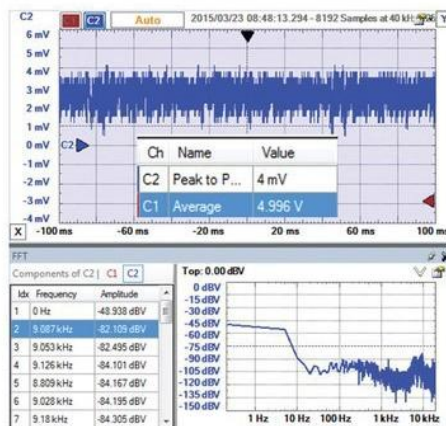 C2 C1 C2 Auto 2015/03/23 08:48:13.294 - 8192 Samples at 40 kHz
6 mV
5 mV
4 mV
3 mV
2 mV
1 mV
C2 0 mV
-1 mV
-2 mV
-3 mV
-4 mV
Ch Name Value
C2 Peak to P... 4 mV
C1 Average 4.996 V
X -100 ms -60 ms -20 ms 20 ms 60 ms 100 ms
FFT
Components of C2 | C1 C2
Idx Frequency Amplitude
1 0 Hz -48.938 dBV
2 9.087 kHz -82.109 dBV
3 9.053 kHz -82.495 dBV
4 9.126 kHz -84.101 dBV
5 8.809 kHz -84.167 dBV
6 9.028 kHz -84.195 dBV
7 9.18 kHz -84.305 dBV
Top: 0.00 dBV
0 dBV
-15 dBV
-30 dBV
-45 dBV
-60 dBV
-75 dBV
-90 dBV
-105 dBV
-120 dBV
-135 dBV
-150 dBV
1 Hz 10 Hz 100 Hz 1 kHz 10 kHz